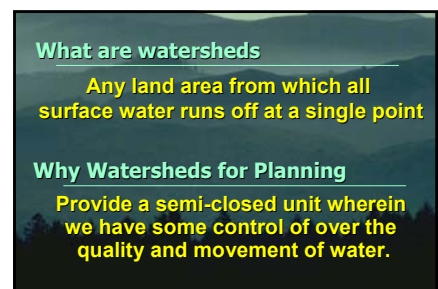 What are watersheds
Any land area from which all
surface water runs off at a single point
Why Watersheds for Planning
Provide a semi-closed unit wherein
we have some control of over the
quality and movement of water.